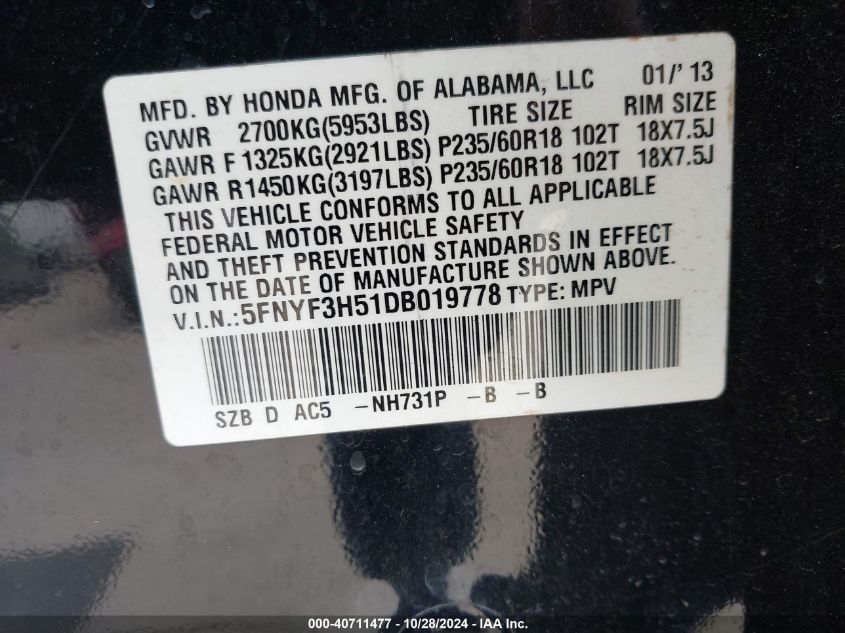 MFD. BY HONDA MFG. OF ALABAMA, LLC 01/' 13
GVWR 2700KG(5953LBS) TIRE SIZE RIM SIZE
GAWR F 1325KG(2921LBS) P235/60R18 102T 18X7.5J
GAWR R1450KG(3197LBS) P235/60R18 102T 18X7.5J
THIS VEHICLE CONFORMS TO ALL APPLICABLE
FEDERAL MOTOR VEHICLE SAFETY
AND THEFT PREVENTION STANDARDS IN EFFECT
ON THE DATE OF MANUFACTURE SHOWN ABOVE.
V.I.N.:5FNYF3H51DB019778 TYPE: MPV
SZB D AC5 -NH731P -B -B
000-40711477 - 10/28/2024 - IAA Inc.